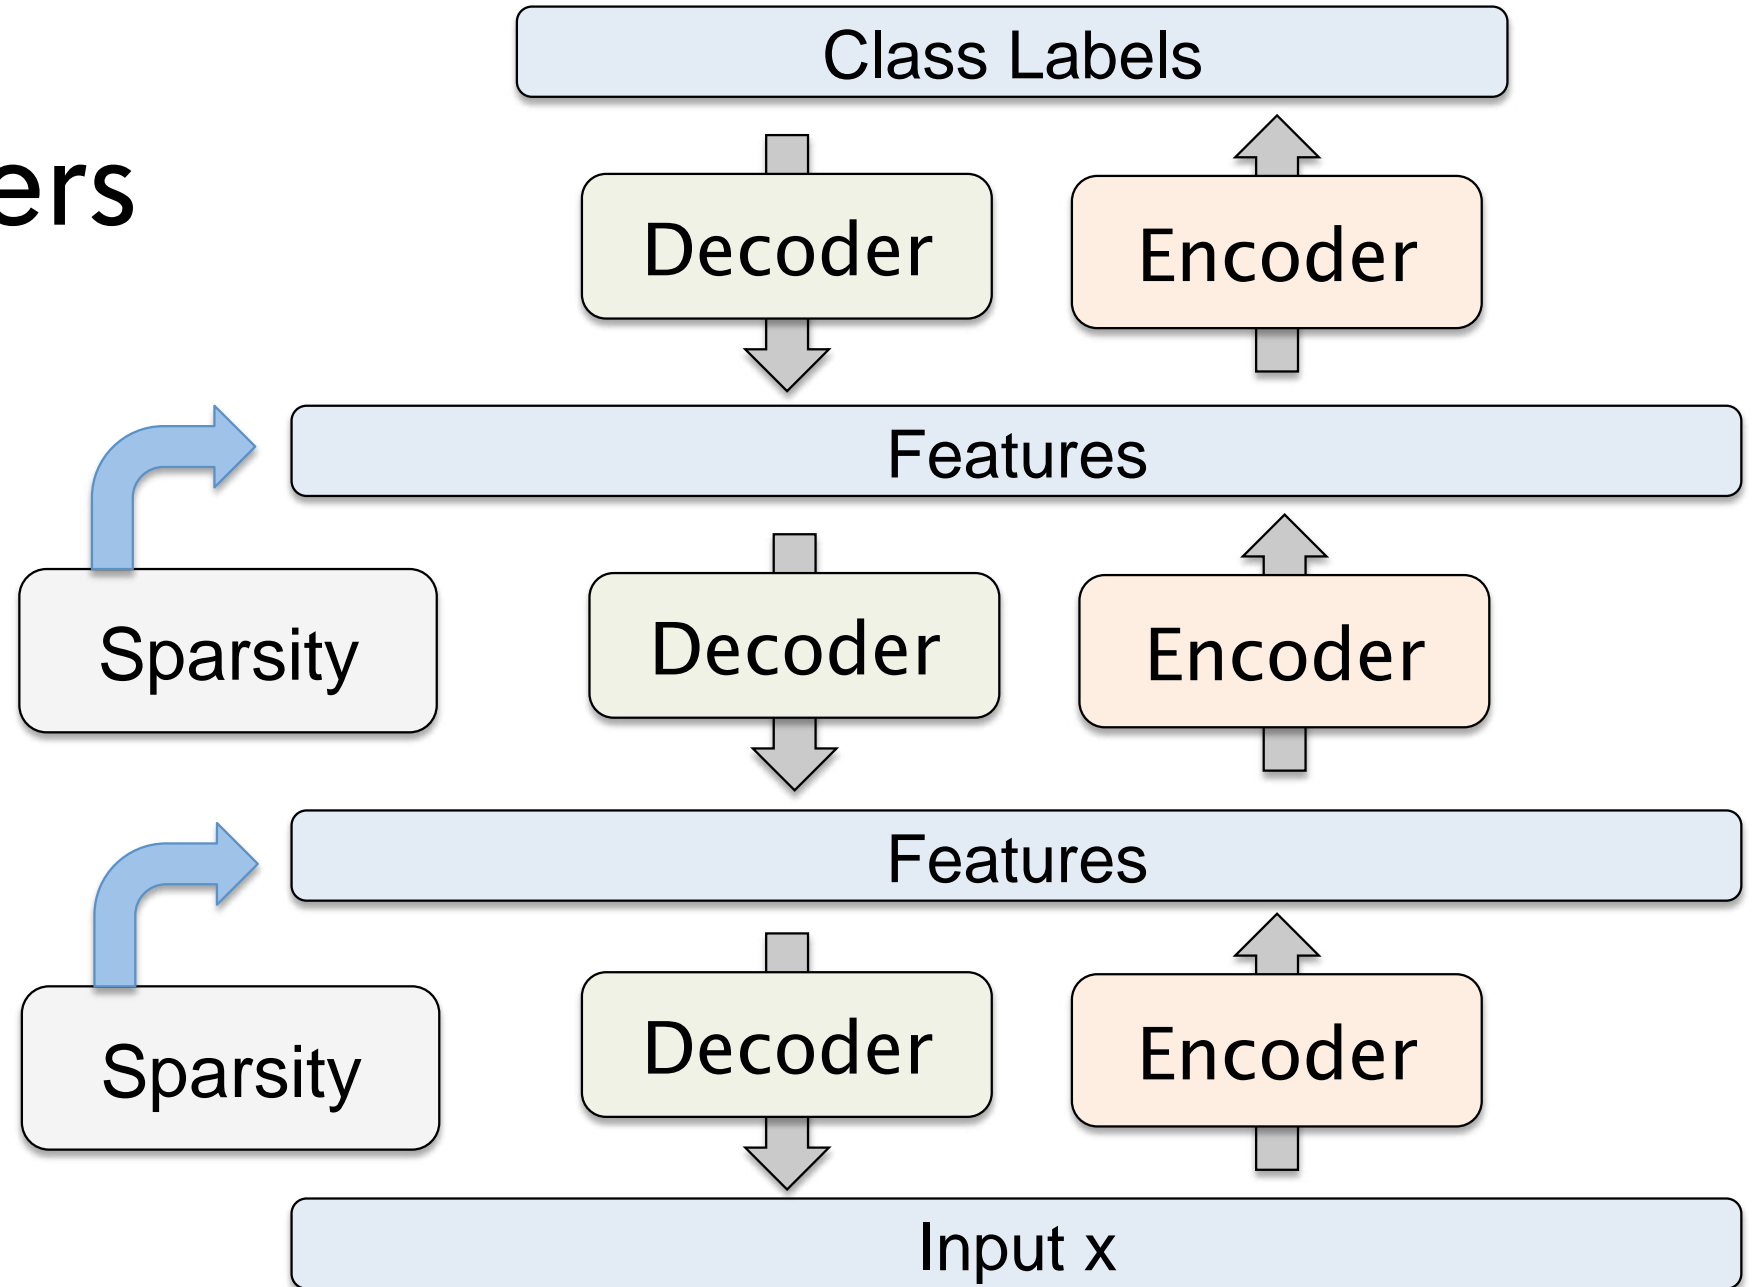 Class Labels
ers
Decoder
Encoder
Features
Sparsity
Decoder
Encoder
Features
Sparsity
Decoder
Encoder
Input x